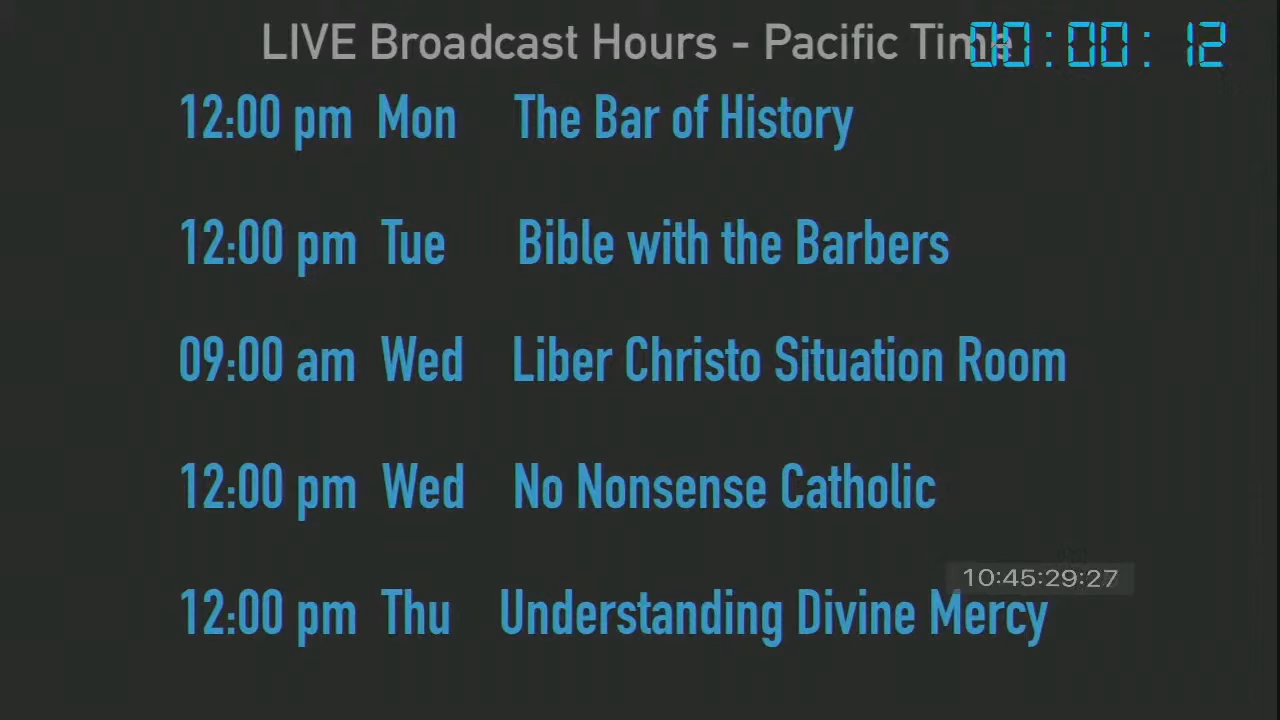 LIVE Broadcast Hours - Pacific Time
00:00:12
12:00 pm Mon The Bar of History
12:00 pm Tue Bible with the Barbers
09:00 am Wed Liber Christo Situation Room
12:00 pm Wed No Nonsense Catholic
10:45:29:27
12:00 pm Thu Understanding Divine Mercy